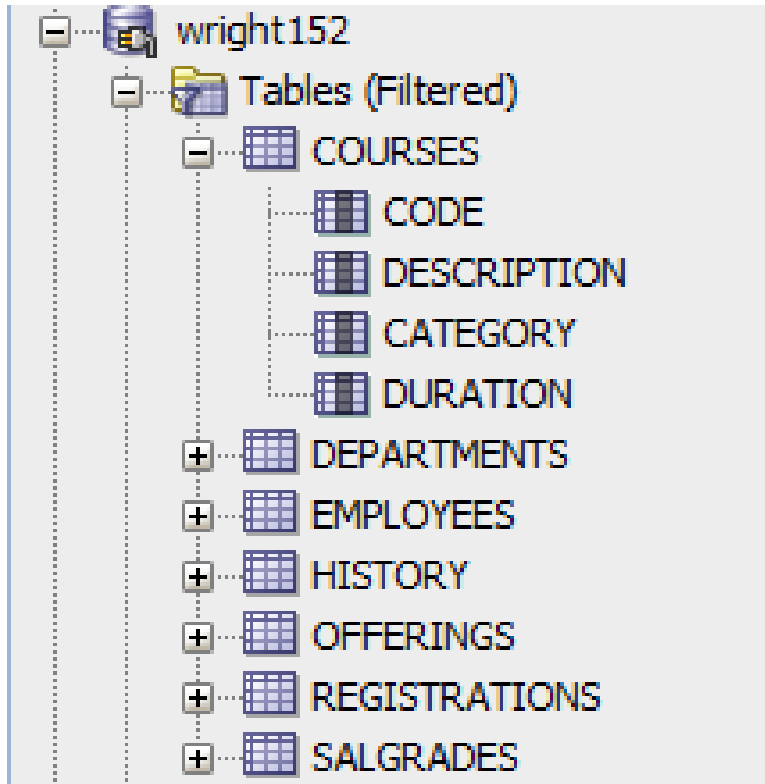 wright152
Tables (Filtered)
COURSES
CODE
DESCRIPTION
CATEGORY
DURATION
DEPARTMENTS
EMPLOYEES
HISTORY
OFFERINGS
REGISTRATIONS
SALGRADES